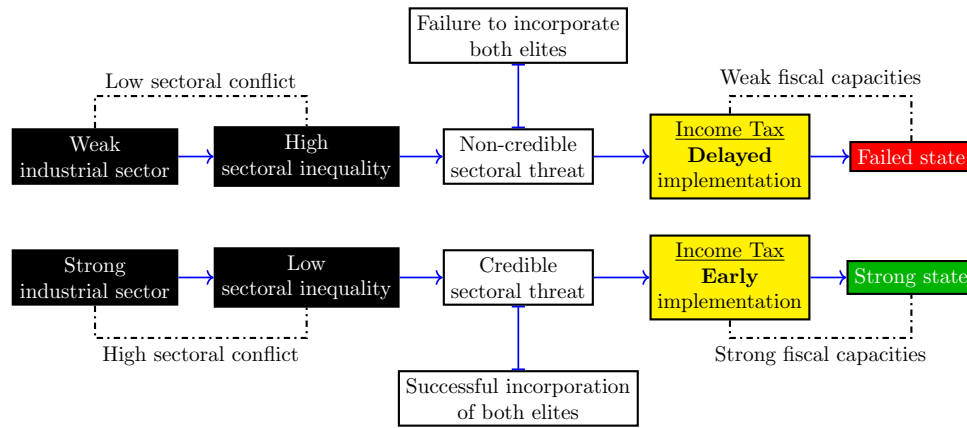 Failure to incorporate
both elites
Low sectoral conflict
Weak fiscal capacities
Weak
industrial sector
High
sectoral inequality
Non-credible
sectoral threat
Income Tax
Delayed
implementation
Failed state
Strong
industrial sector
Low
sectoral inequality
Credible
sectoral threat
Income Tax
Early
implementation
Strong state
High sectoral conflict
Strong fiscal capacities
Successful incorporation
of both elites